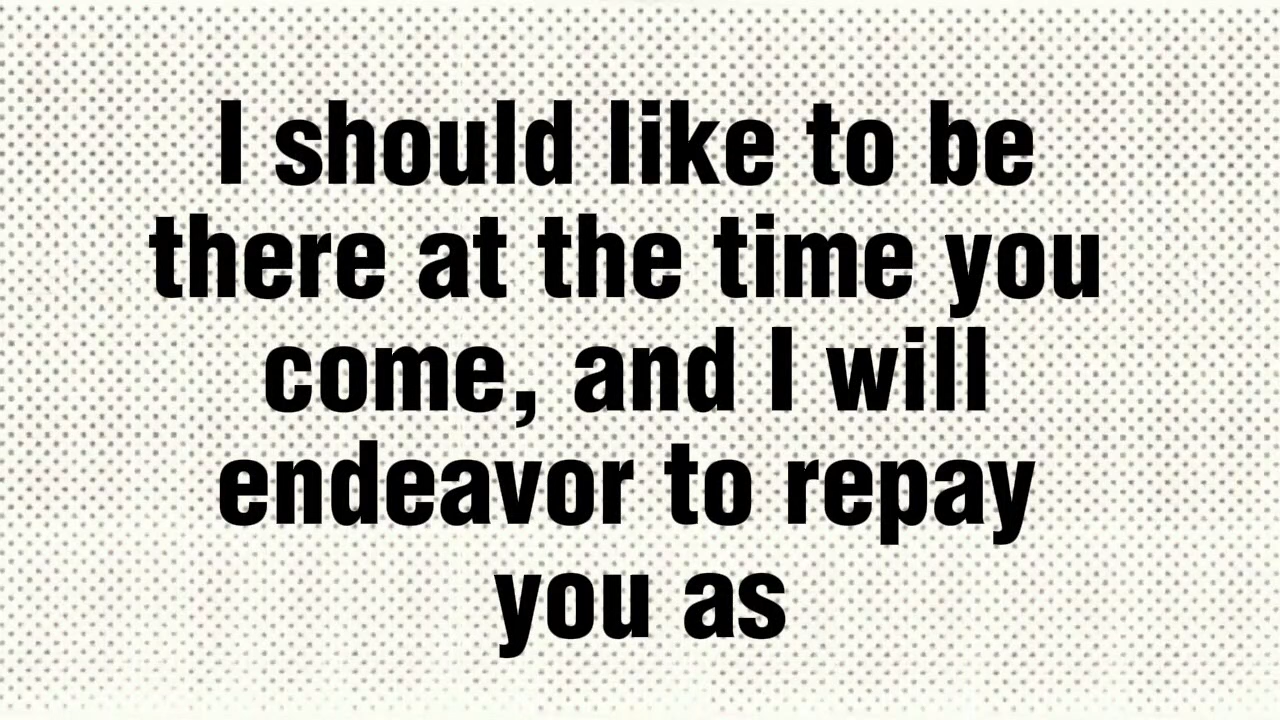 I should like to be
there at the time you
come, and I will
endeavor to repay
you as